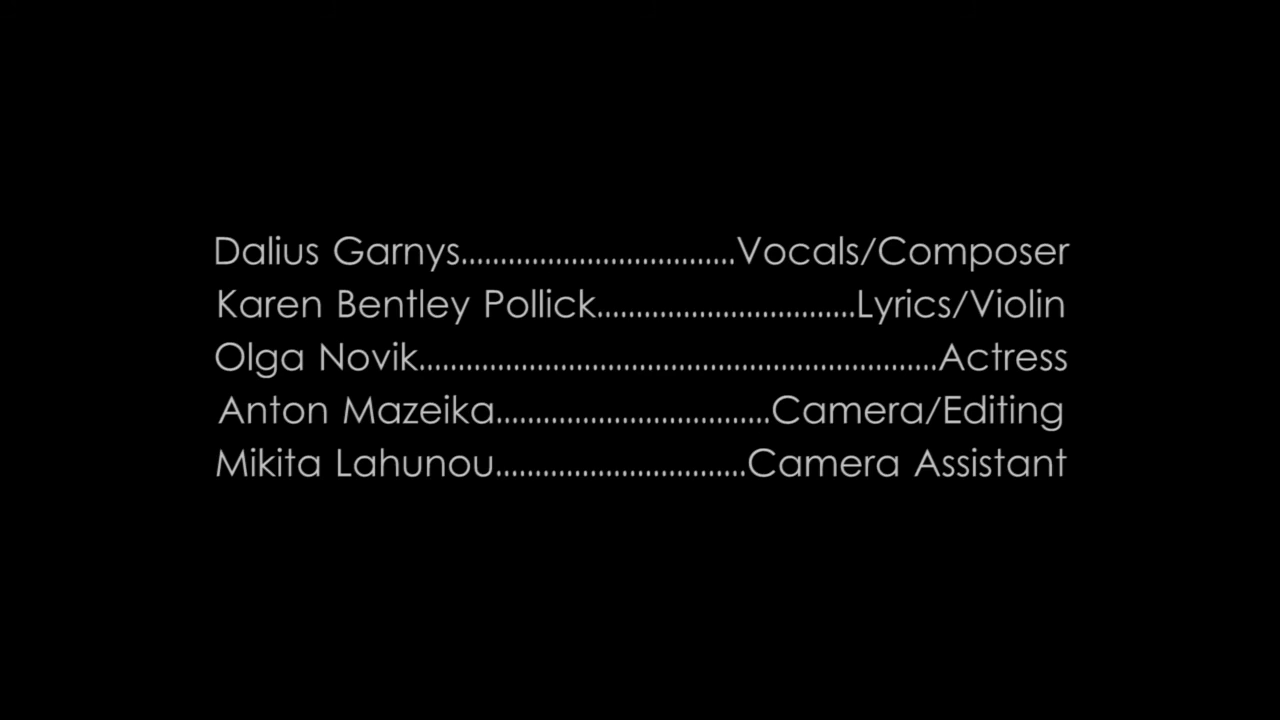 Dalius Garnys...................................Vocals/Composer
Karen Bentley Pollick.................................Lyrics/Violin
Olga Novik..................................................................Actress
Anton Mazeika...................................Camera/Editing
Mikita Lahunou................................Camera Assistant